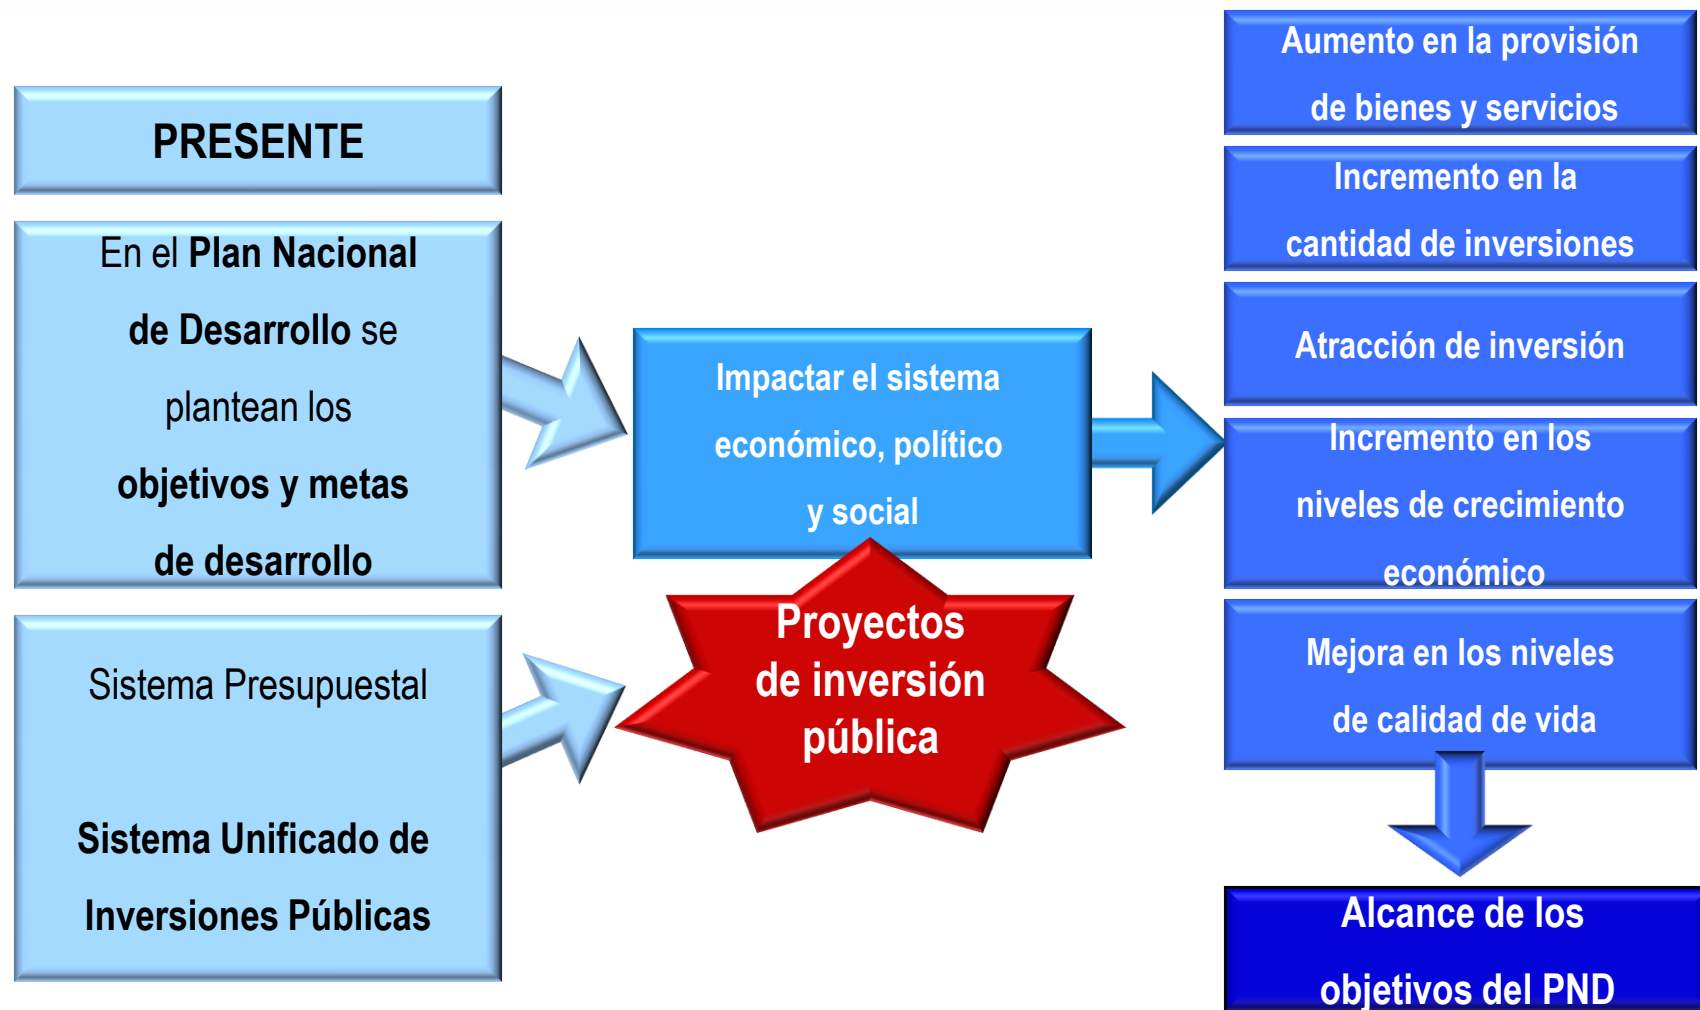 PRESENTE
En el Plan Nacional
de Desarrollo se
plantean los
objetivos y metas
de desarrollo
Sistema Presupuestal
Sistema Unificado de
Inversiones Públicas
Impactar el sistema
económico, político
y social
Proyectos
de inversión
pública
Aumento en la provisión
de bienes y servicios
Incremento en la
cantidad de inversiones
Atracción de inversión
Incremento en los
niveles de crecimiento
económico
Mejora en los niveles
de calidad de vida
Alcance de los
objetivos del PND